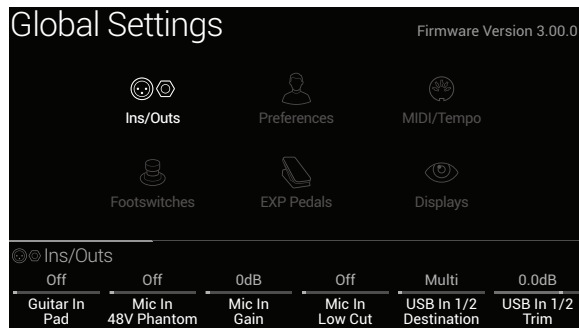 Global Settings
Firmware Version 3.00.0
Ins/Outs
Preferences
MIDI/Tempo
Footswitches
EXP Pedals
Displays
Ins/Outs
Off
Off
0dB
Off
Multi
0.0dB
Guitar In
Pad
Mic In
48V Phantom
Mic In
Gain
Mic In
Low Cut
USB In 1/2
Destination
USB In 1/2
Trim